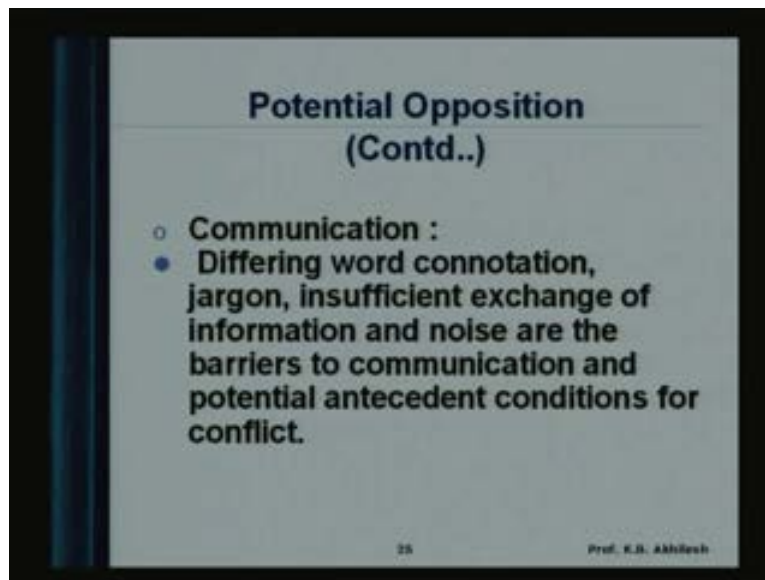 Potential Opposition
(Contd..)
Communication :
Differing word connotation,
jargon, insufficient exchange of
information and noise are the
barriers to communication and
potential antecedent conditions for
conflict.
25
Prof. K.B. Akhilesh